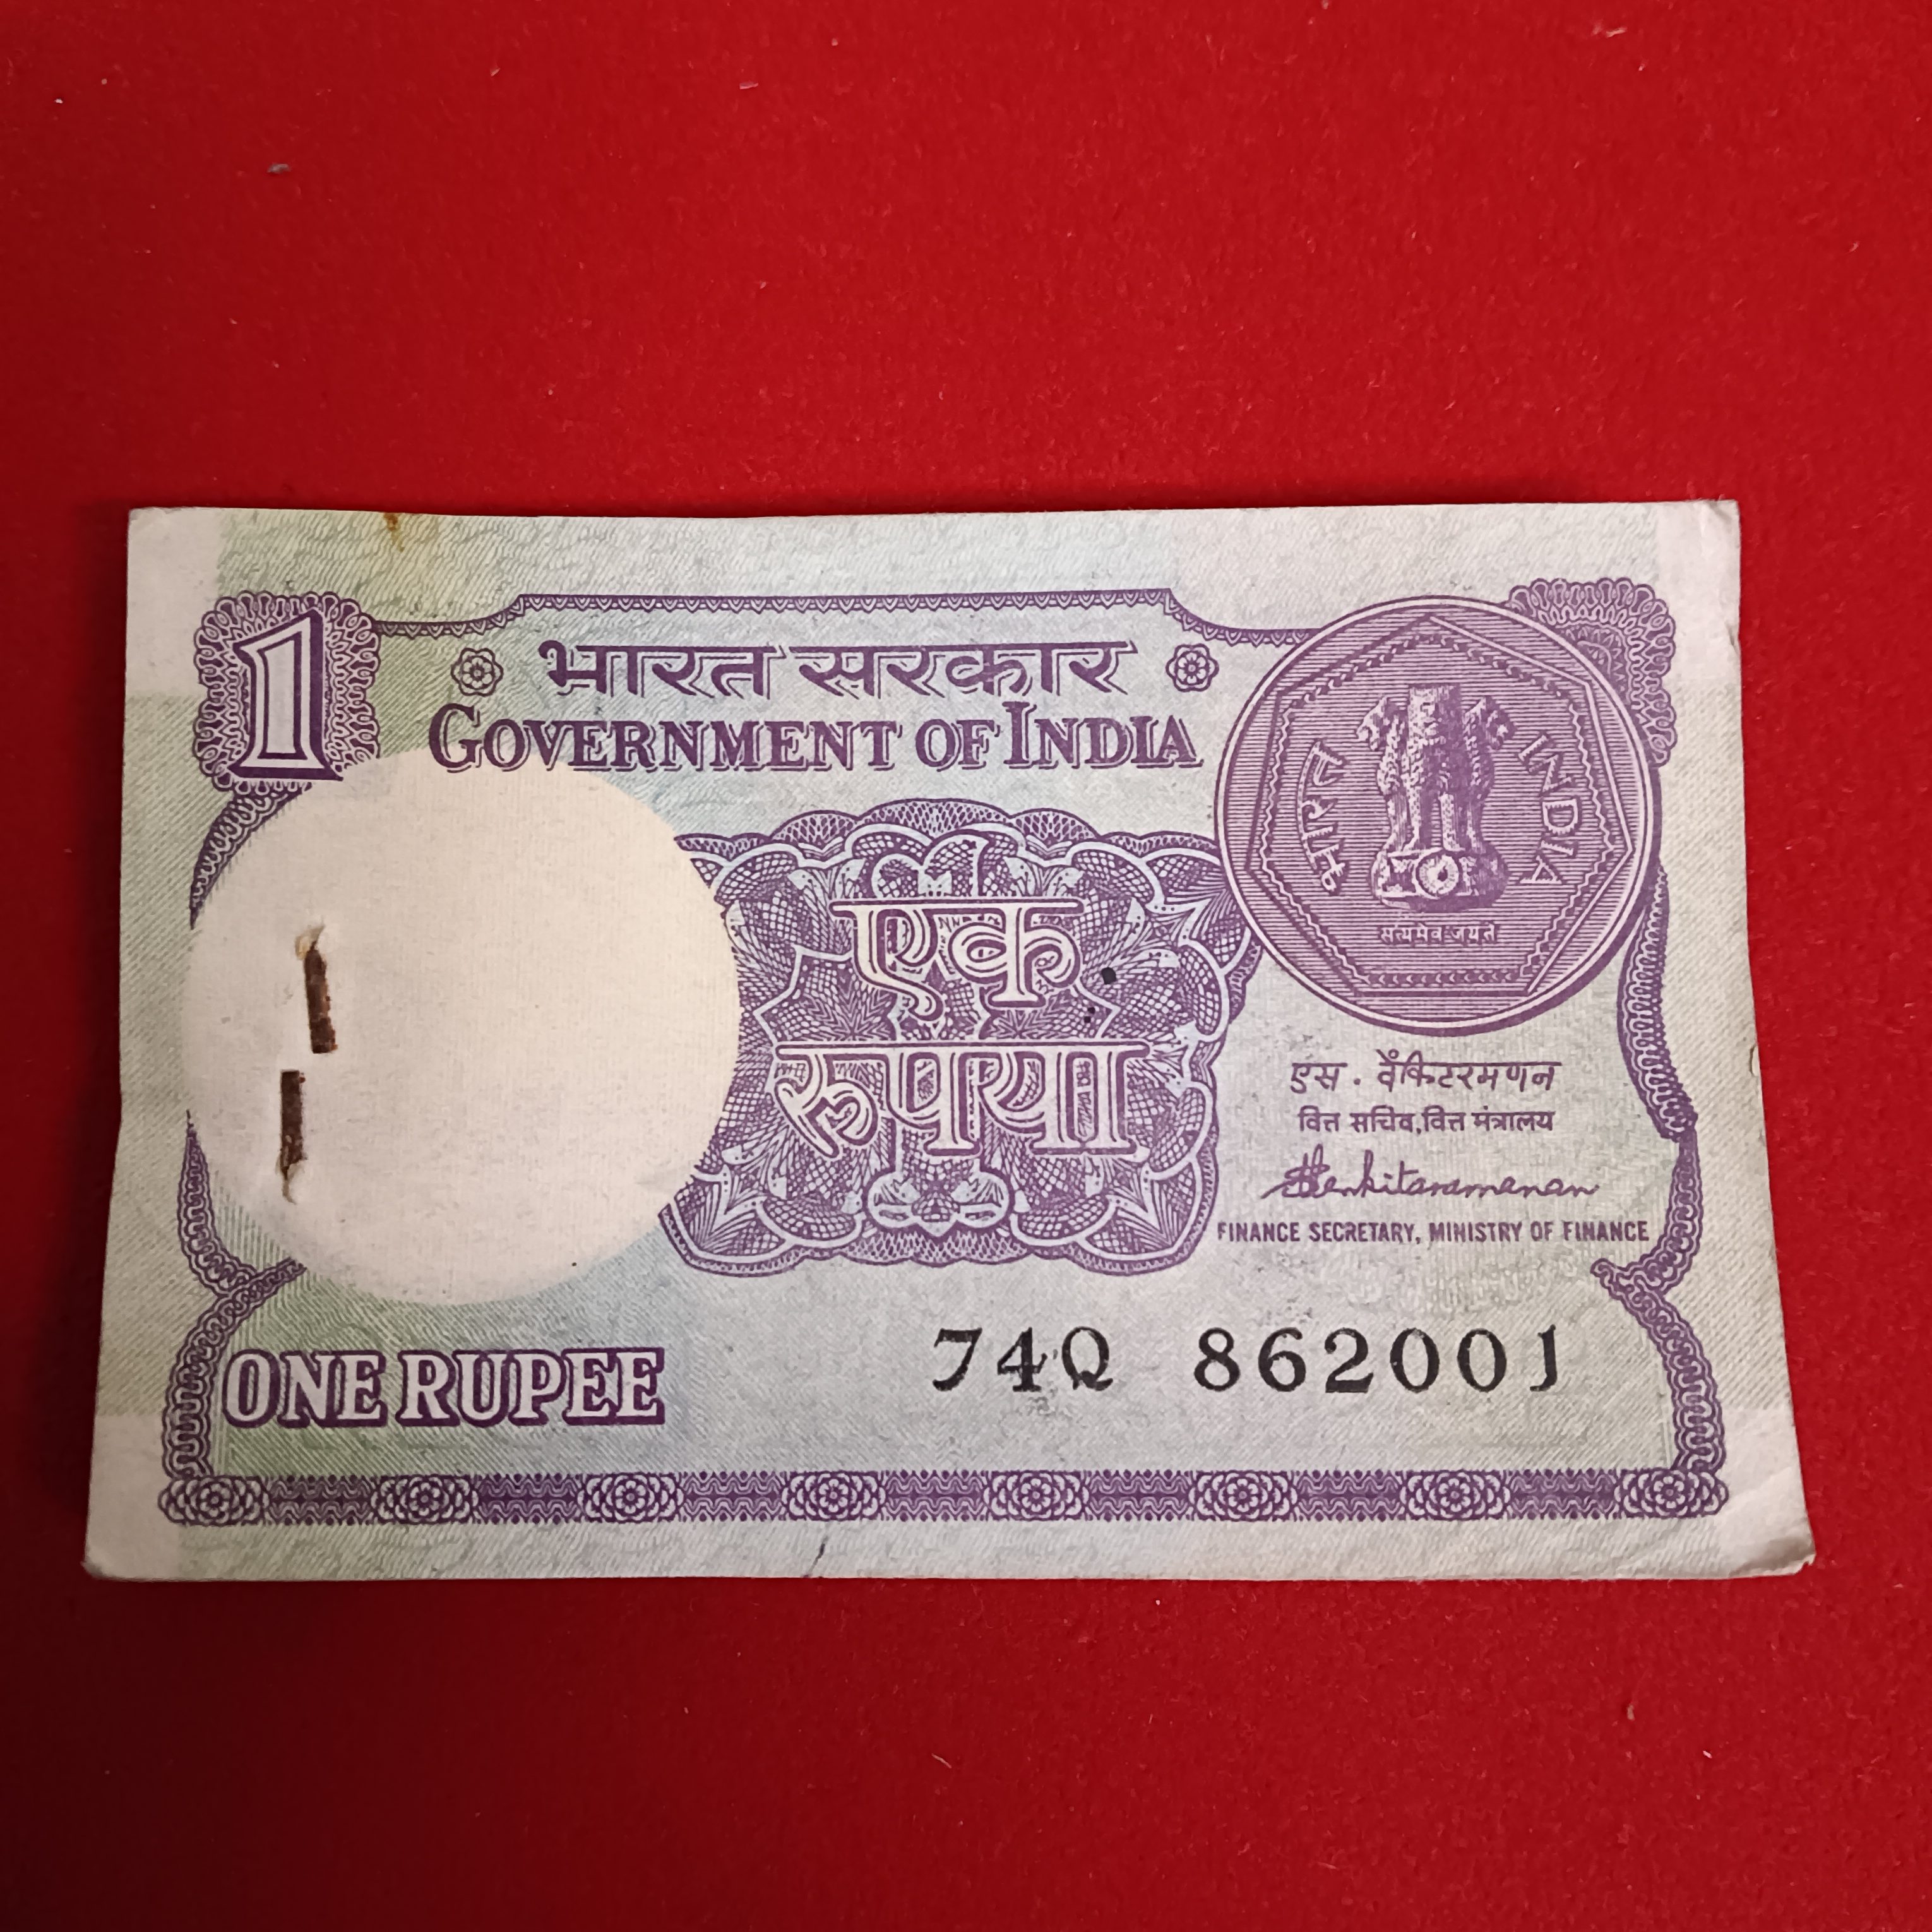 1
भारत सरकार
GOVERNMENT OF INDIA
भारत
INDIA
सत्यमेव जयते
एक
रूपया
एस. वेंकिटरमणन
वित्त सचिव,वित्त मंत्रालय
SVenkitaramanan
FINANCE SECRETARY, MINISTRY OF FINANCE
74Q 862001
ONE RUPEE